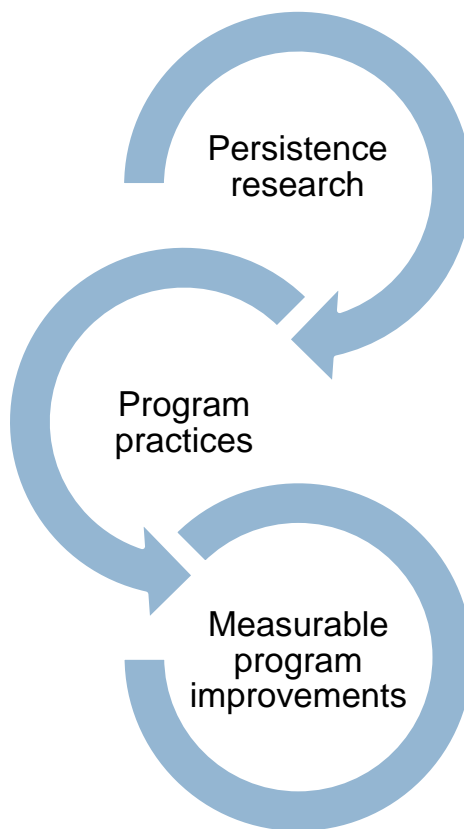 Persistence
research
Program
practices
Measurable
program
improvements